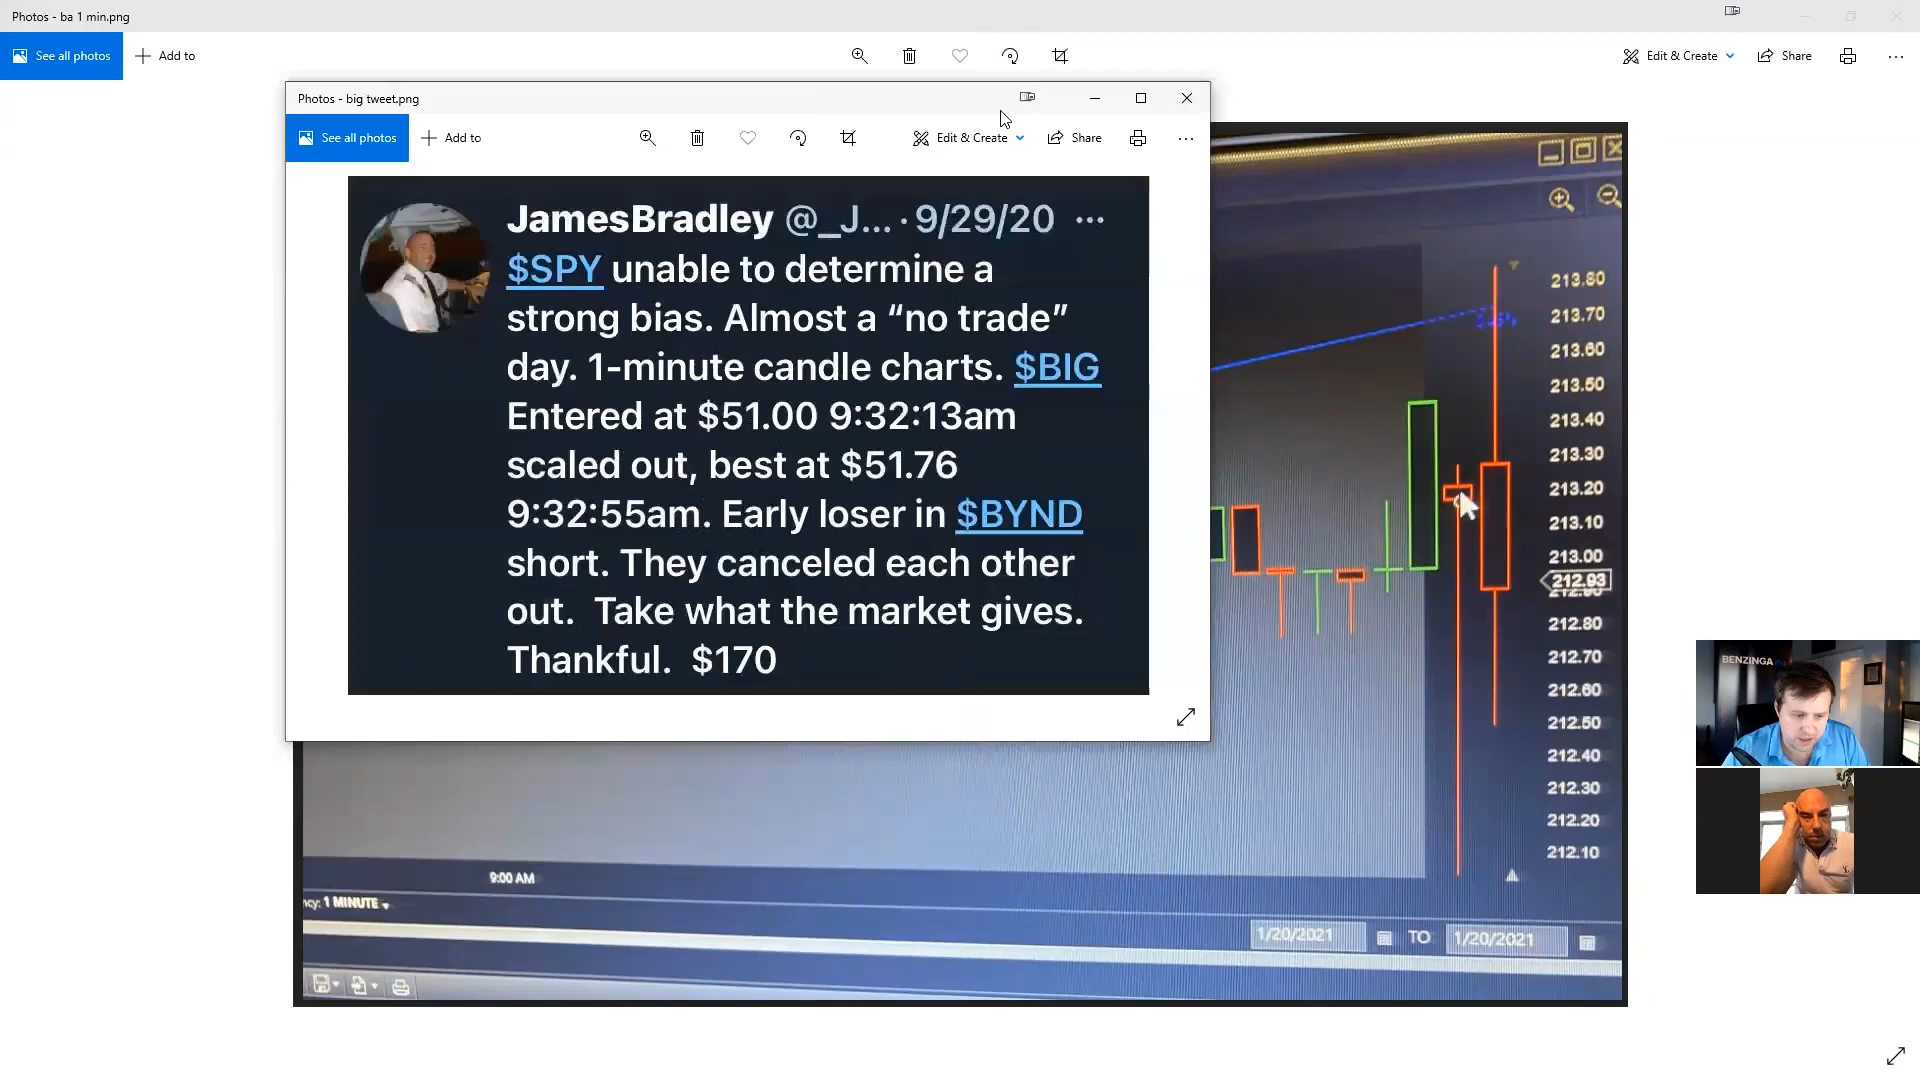 Photos - ba 1 min.png
See all photos
Add to
Edit & Create
Share
Photos - big tweet.png
See all photos
Add to
Edit & Create
Share
JamesBradley @_J... · 9/29/20 ...
$SPY unable to determine a
strong bias. Almost a “no trade”
day. 1-minute candle charts. $BIG
Entered at $51.00 9:32:13am
scaled out, best at $51.76
9:32:55am. Early loser in $BYND
short. They canceled each other
out. Take what the market gives.
Thankful. $170
213.80
213.70
213.60
213.50
213.40
213.30
213.20
213.10
213.00
212.93
212.80
212.70
212.60
212.50
212.40
212.30
212.20
212.10
9:00 AM
ncy: 1 MINUTE
1/20/2021 TO 1/20/2021
BENZINGA